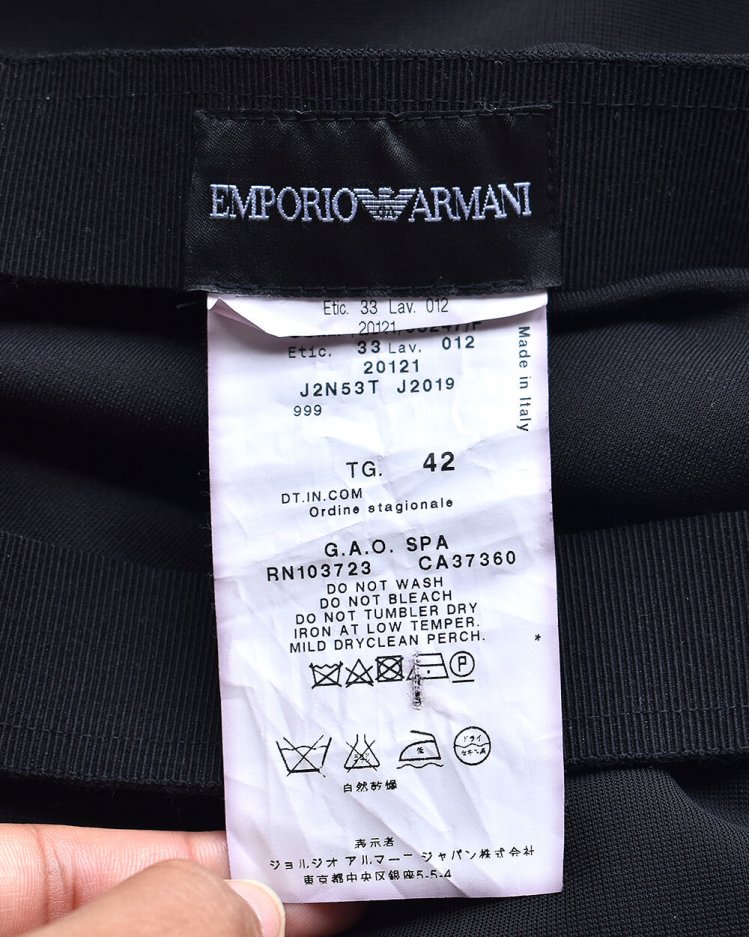 EMPORIO ARMANI
Etic. 33 Lav. 012
Etic. 33 Lav. 012
20121
J2N53T J2019
999
Made in Italy
TG. 42
DT.IN.COM
Ordine stagionale
G.A.O. SPA
RN103723 CA37360
DO NOT WASH
DO NOT BLEACH
DO NOT TUMBLER DRY
IRON AT LOW TEMPER.
MILD DRYCLEAN PERCH.
*
P
低 ドライ
自然乾燥
表示者
ジョルジオ アルマーニ ジャパン株式会社
東京都中央区銀座5-5-4